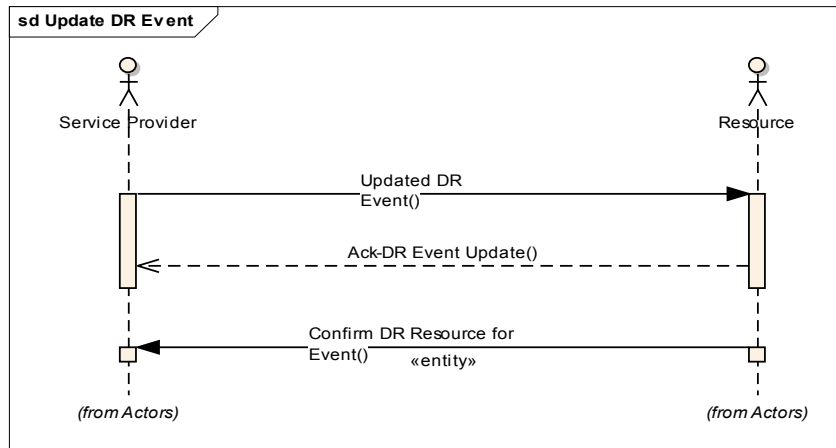 sd Update DR Event
Service Provider
Resource
Updated DR
Event()
Ack-DR Event Update()
Confirm DR Resource for
Event()
«entity»
(from Actors)
(from Actors)